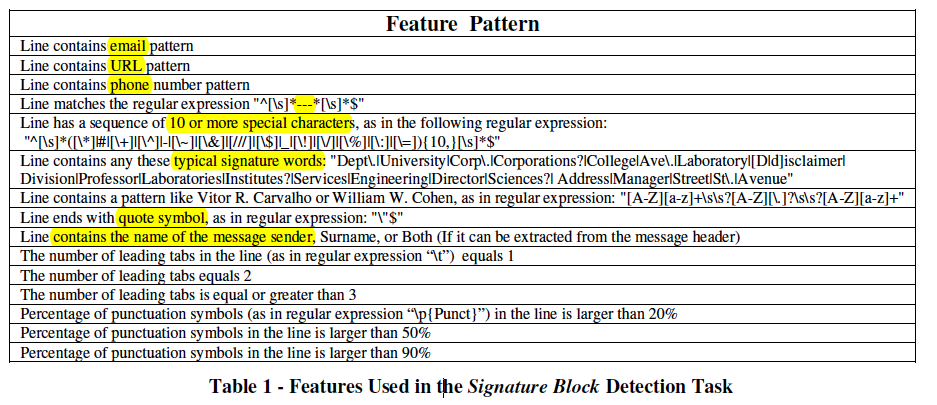 Feature Pattern
Line contains email pattern
Line contains URL pattern
Line contains phone number pattern
Line matches the regular expression "^[\s]*---*[\s]*$"
Line has a sequence of 10 or more special characters, as in the following regular expression:
"^[\s]*([\*]|#|[\+]|[\^]|-|[\~]|[\&]|[///]|[\$]|_|[\!]|[\/]|[\%]|[\:]|[\=]){10,}[\s]*$"
Line contains any these typical signature words: "Dept\.|University|Corp\.|Corporations?|College|Ave\.|Laboratory|[D|d]isclaimer|
Division|Professor|Laboratories|Institutes?|Services|Engineering|Director|Sciences?| Address|Manager|Street|St\.|Avenue"
Line contains a pattern like Vitor R. Carvalho or William W. Cohen, as in regular expression: "[A-Z][a-z]+\s\s?[A-Z][\.]?\s\s?[A-Z][a-z]+"
Line ends with quote symbol, as in regular expression: "\"$"
Line contains the name of the message sender, Surname, or Both (If it can be extracted from the message header)
The number of leading tabs in the line (as in regular expression “\t”) equals 1
The number of leading tabs equals 2
The number of leading tabs is equal or greater than 3
Percentage of punctuation symbols (as in regular expression “\p{Punct}”) in the line is larger than 20%
Percentage of punctuation symbols in the line is larger than 50%
Percentage of punctuation symbols in the line is larger than 90%
Table 1 - Features Used in the Signature Block Detection Task